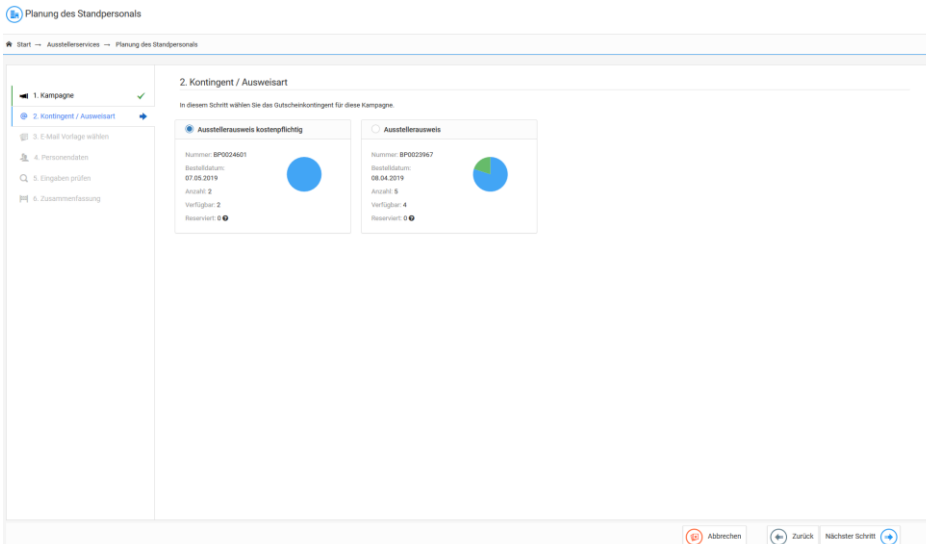 Planung des Standpersonals
Start → Ausstellerservices → Planung des Standpersonals
1. Kampagne
2. Kontingent / Ausweisart
3. E-Mail Vorlage wählen
4. Personendaten
5. Eingaben prüfen
6. Zusammenfassung
2. Kontingent / Ausweisart
In diesem Schritt wählen Sie das Gutscheinkontingent für diese Kampagne.
Ausstellerausweis kostenpflichtig
Nummer: BP0024601
Bestelldatum:
07.05.2019
Anzahl: 2
Verfügbar: 2
Reserviert: 0
Ausstellerausweis
Nummer: BP0023967
Bestelldatum:
08.04.2019
Anzahl: 5
Verfügbar: 4
Reserviert: 0
Abbrechen
Zurück
Nächster Schritt